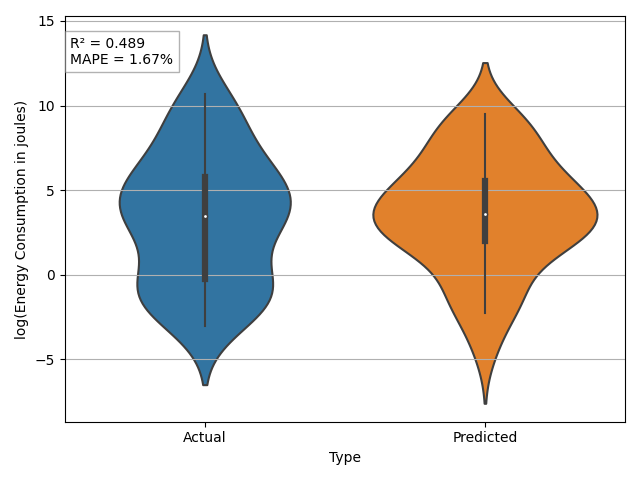 15
R² = 0.489
MAPE = 1.67%
10
5
0
−5
log(Energy Consumption in joules)
Actual
Predicted
Type